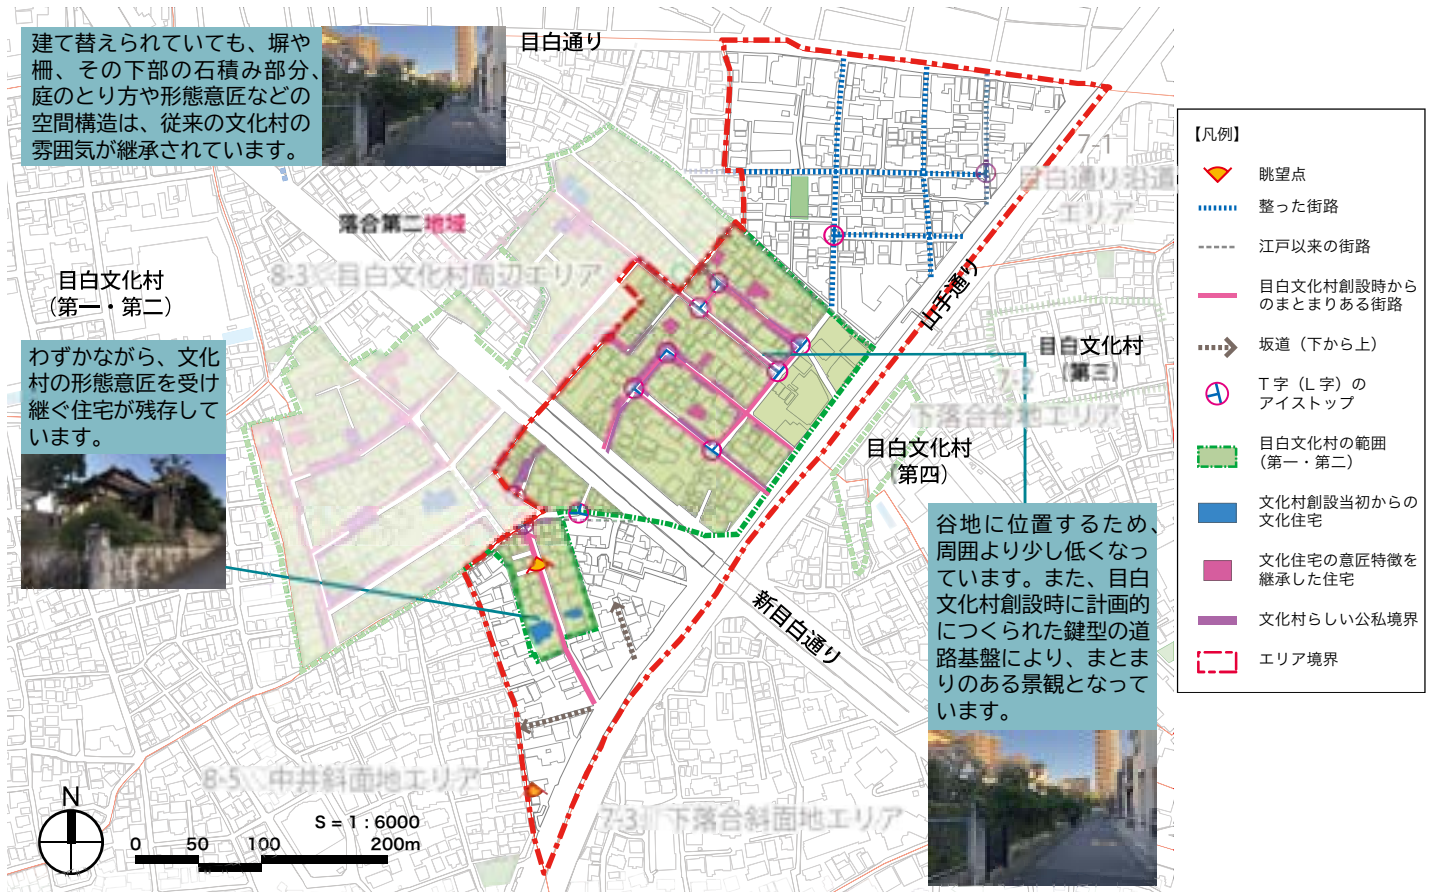 建て替えられていても、塀や
柵、その下部の石積み部分、
庭のとり方や形態意匠などの
空間構造は、従来の文化村の
雰囲気が継承されています。
目白通り
7-1
目白通り沿道
エリア
落合第二地域
8-3 目白文化村周辺エリア
目白文化村
（第一・第二）
山手通り
目白文化村
（第三）
7-2
下落合台地エリア
目白文化村
（第四）
わずかながら、文化
村の形態意匠を受け
継ぐ住宅が残存して
います。
谷地に位置するため、
周囲より少し低くなっ
ています。また、目白
文化村創設時に計画的
につくられた鍵型の道
路基盤により、まとま
りのある景観となって
います。
新目白通り
8-5 中井斜面地エリア
7-3 下落合斜面地エリア
N
S = 1 : 6000
0 50 100 200m
【凡例】
眺望点
整った街路
江戸以来の街路
目白文化村創設時から
のまとまりある街路
坂道（下から上）
T字（L字）の
アイストップ
目白文化村の範囲
（第一・第二）
文化村創設当初からの
文化住宅
文化住宅の意匠特徴を
継承した住宅
文化村らしい公私境界
エリア境界